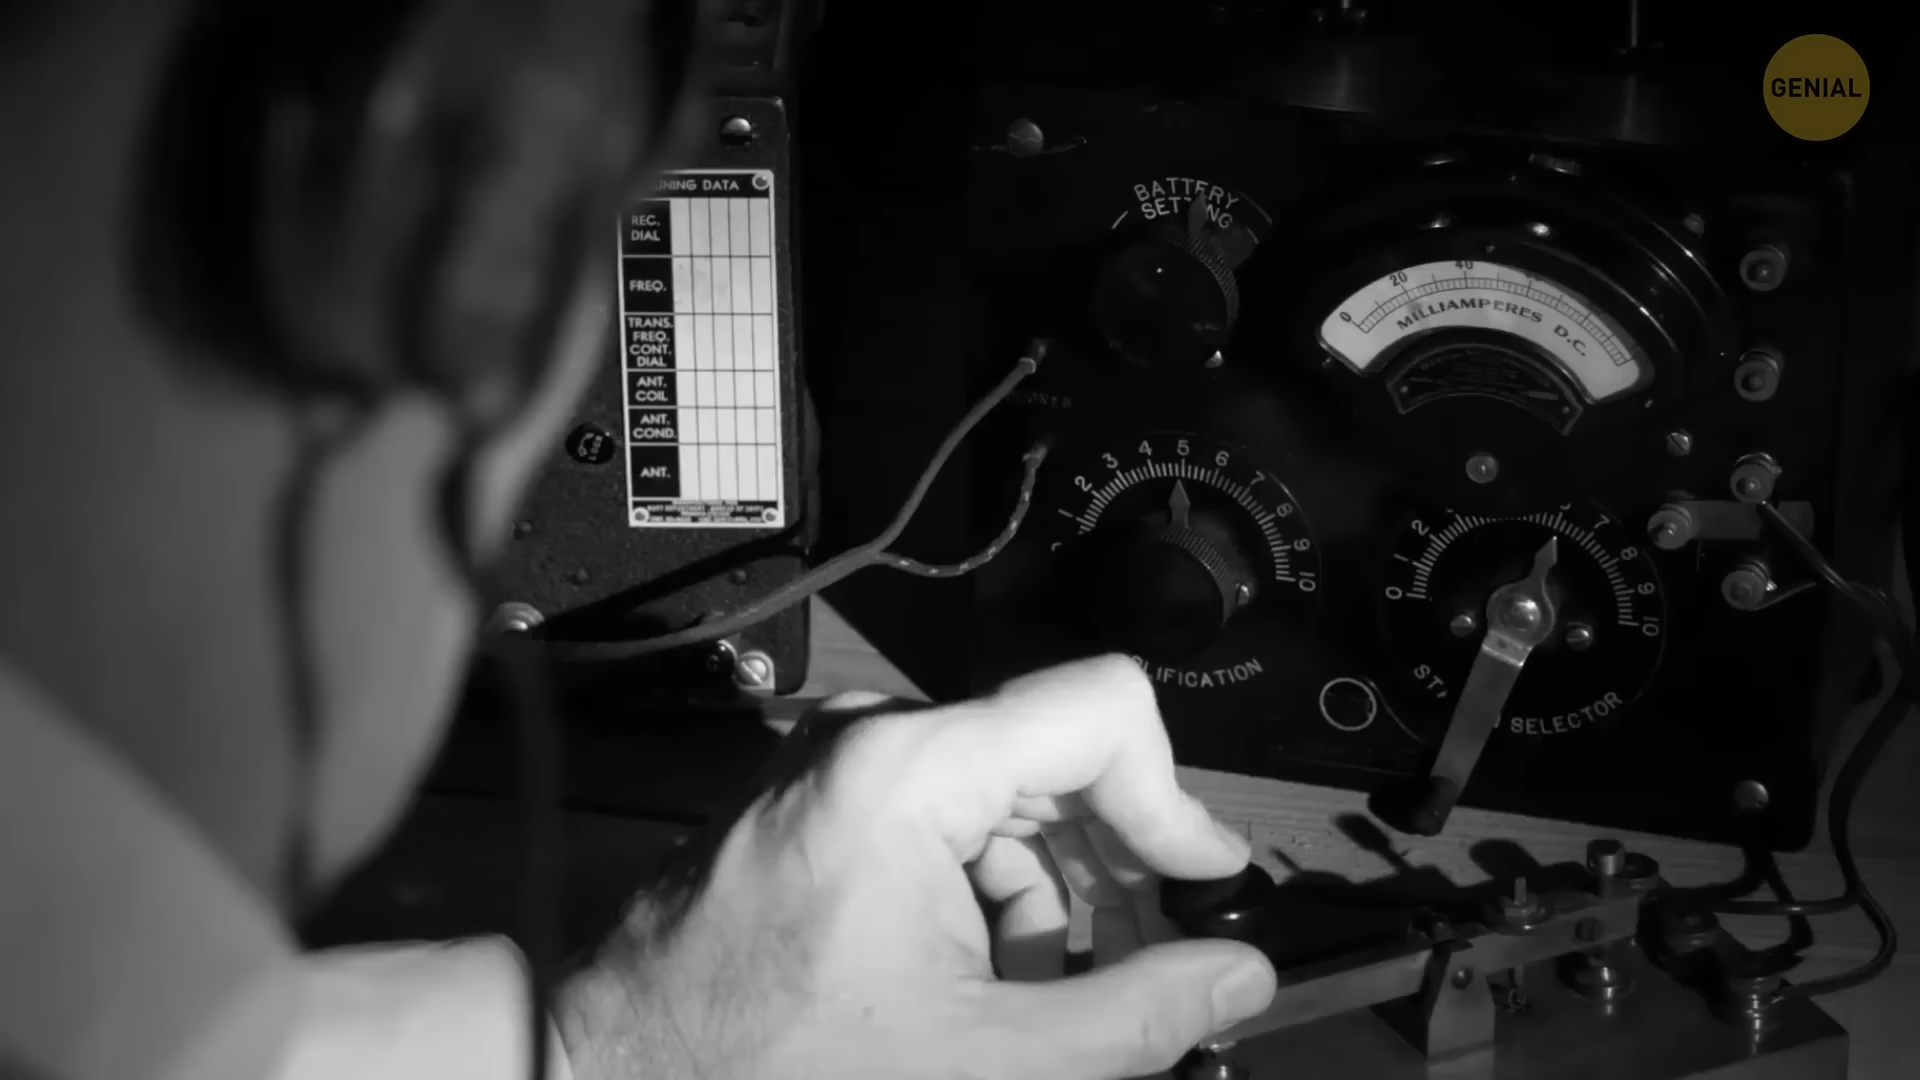 GENIAL
UNING DATA
REC.
DIAL
FREQ.
TRANS.
FREQ.
CONT.
DIAL
ANT.
COIL
ANT.
COND.
ANT.
BATTERY
SETTING
0 20 40
MILLIAMPERES D.C.
1 2 3 4 5 6 7 8 9 10
LIFICATION
0 1 2 7 8 9 10
SELECTOR